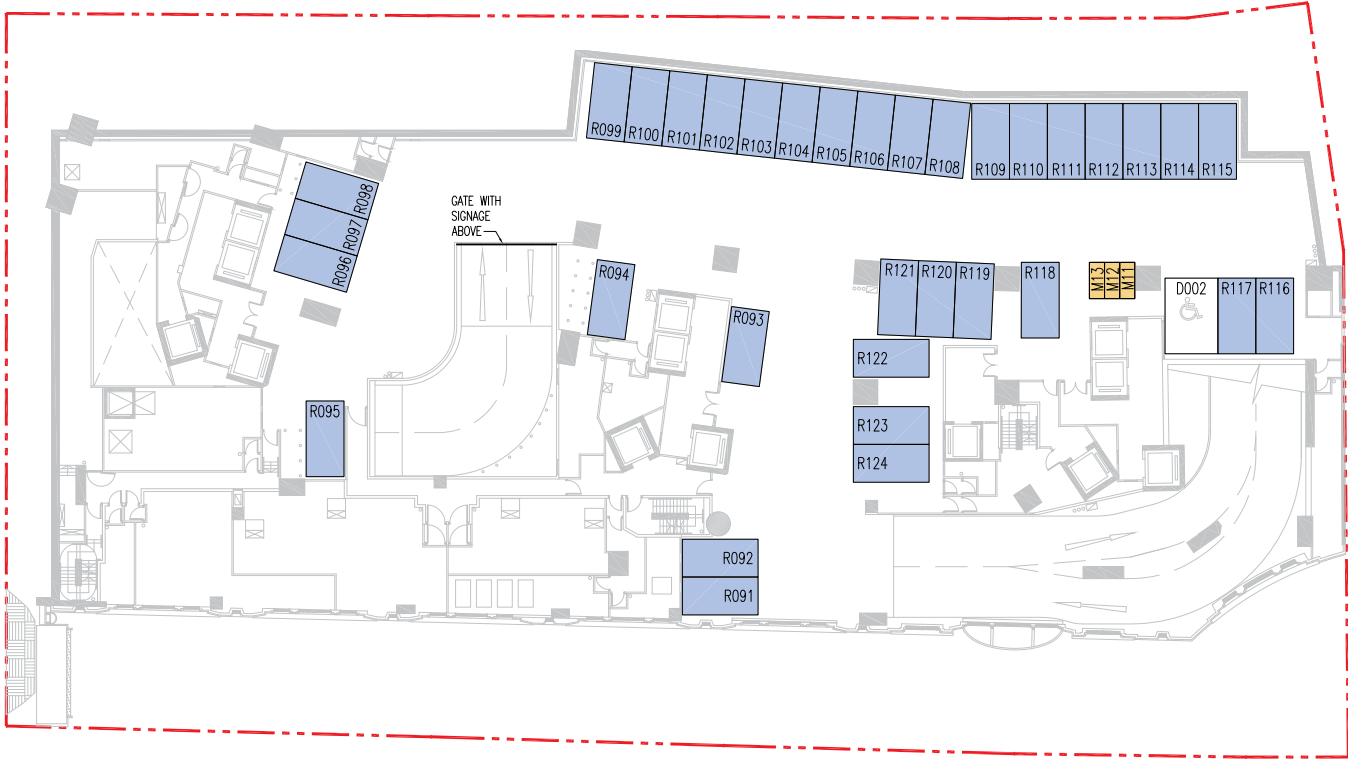 R099
R100
R101
R102
R103
R104
R105
R106
R107
R108
R109
R110
R111
R112
R113
R114
R115
R098
R097
R096
GATE WITH
SIGNAGE
ABOVE
R094
R093
R121
R120
R119
R118
M13
M12
M11
D002
R117
R116
R122
R095
R123
R124
R092
R091